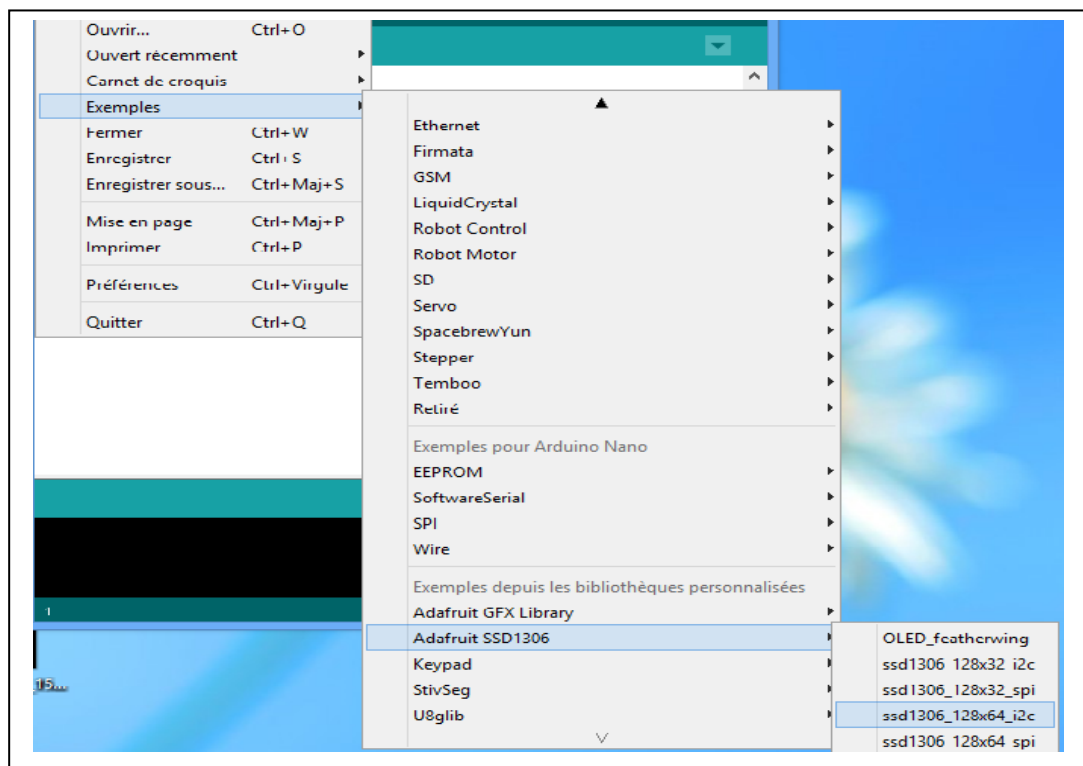 Ouvrir... Ctrl+O
Ouvert récemment
Carnet de croquis
Exemples
Fermer Ctrl+W
Enregistrer Ctrl+S
Enregistrer sous... Ctrl+Maj+S
Mise en page Ctrl+Maj+P
Imprimer Ctrl+P
Préférences Ctrl+Virgule
Quitter Ctrl+Q
Ethernet
Firmata
GSM
LiquidCrystal
Robot Control
Robot Motor
SD
Servo
SpacebrewYun
Stepper
Temboo
Retiré
Exemples pour Arduino Nano
EEPROM
SoftwareSerial
SPI
Wire
Exemples depuis les bibliothèques personnalisées
Adafruit GFX Library
Adafruit SSD1306
Keypad
StivSeg
U8glib
OLED_featherwing
ssd1306_128x32_i2c
ssd1306_128x32_spi
ssd1306_128x64_i2c
ssd1306_128x64_spi
1
15...